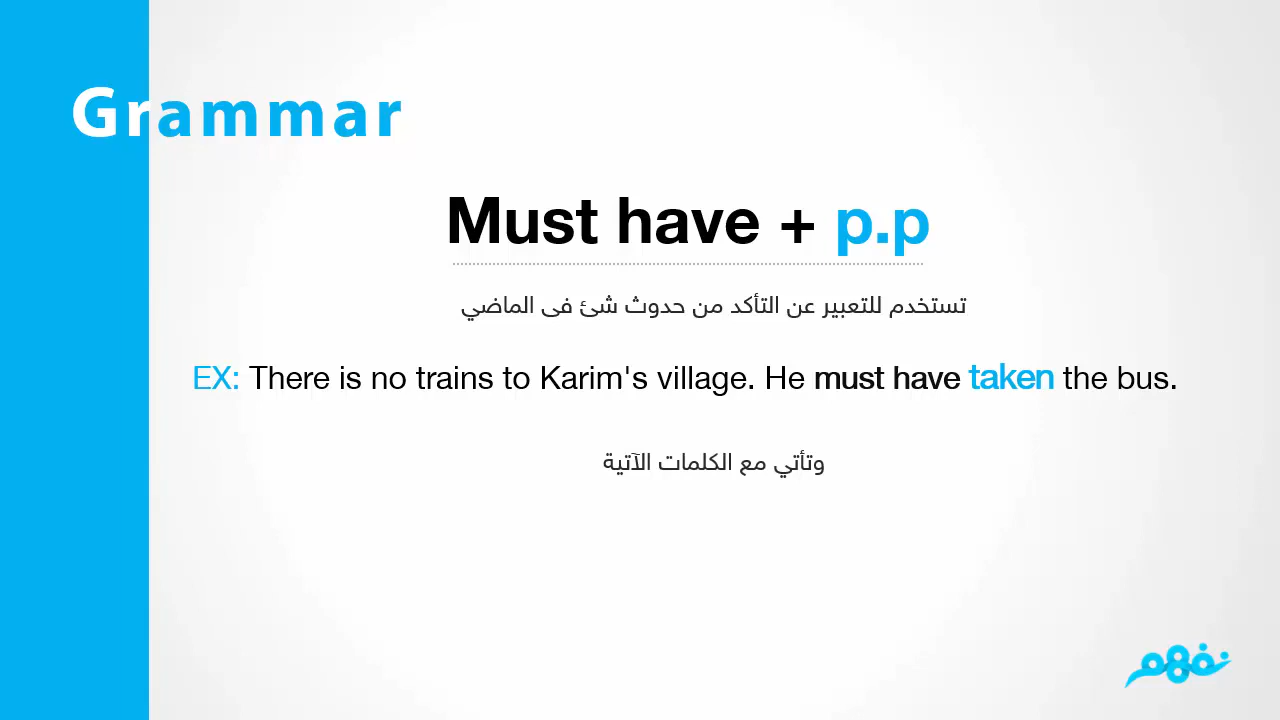 Grammar
Must have + p.p
تستخدم للتعبير عن التأكد من حدوث شئ فى الماضي
EX: There is no trains to Karim's village. He must have taken the bus.
وتأتي مع الكلمات الآتية
نفهم